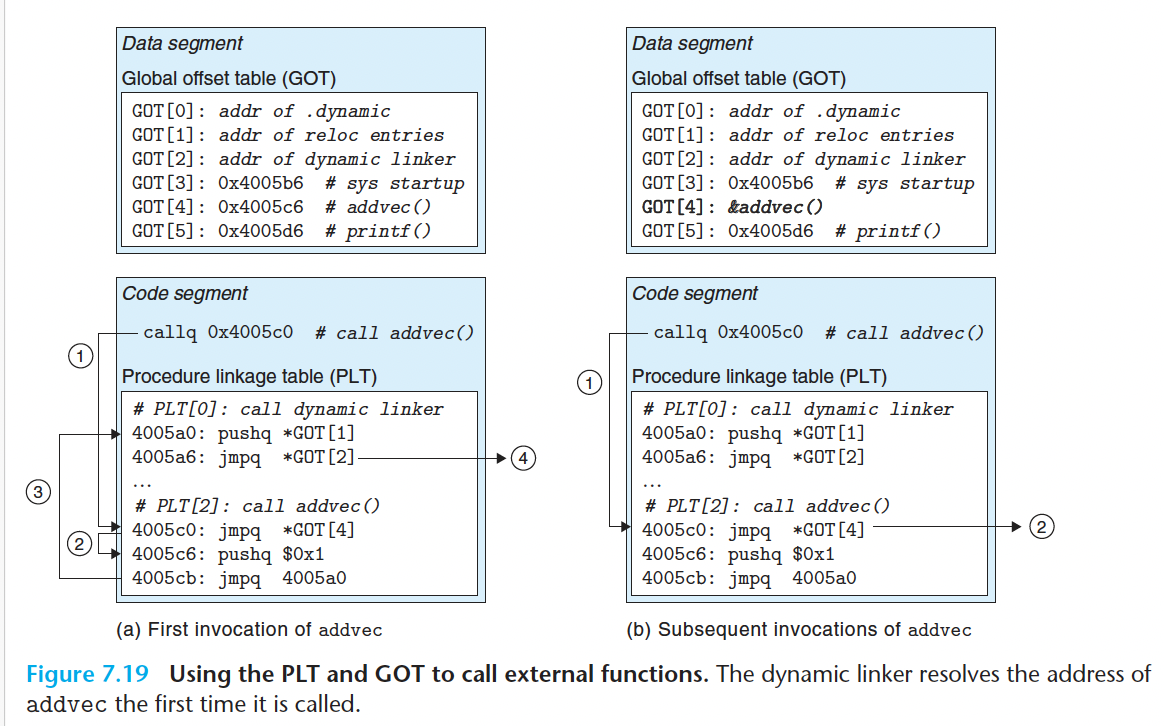 Data segment
Global offset table (GOT)
GOT[0]: addr of .dynamic
GOT[1]: addr of reloc entries
GOT[2]: addr of dynamic linker
GOT[3]: 0x4005b6 # sys startup
GOT[4]: 0x4005c6 # addvec()
GOT[5]: 0x4005d6 # printf()
Code segment
callq 0x4005c0 # call addvec()
1
Procedure linkage table (PLT)
# PLT[0]: call dynamic linker
4005a0: pushq *GOT[1]
4005a6: jmpq *GOT[2]
4
...
3
# PLT[2]: call addvec()
4005c0: jmpq *GOT[4]
2
4005c6: pushq $0x1
4005cb: jmpq 4005a0
(a) First invocation of addvec
Data segment
Global offset table (GOT)
GOT[0]: addr of .dynamic
GOT[1]: addr of reloc entries
GOT[2]: addr of dynamic linker
GOT[3]: 0x4005b6 # sys startup
GOT[4]: &addvec()
GOT[5]: 0x4005d6 # printf()
Code segment
callq 0x4005c0 # call addvec()
1
Procedure linkage table (PLT)
# PLT[0]: call dynamic linker
4005a0: pushq *GOT[1]
4005a6: jmpq *GOT[2]
...
# PLT[2]: call addvec()
4005c0: jmpq *GOT[4]
2
4005c6: pushq $0x1
4005cb: jmpq 4005a0
(b) Subsequent invocations of addvec
Figure 7.19 Using the PLT and GOT to call external functions. The dynamic linker resolves the address of
addvec the first time it is called.